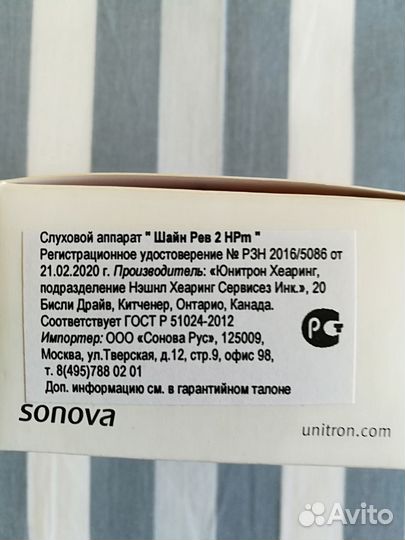 Слуховой аппарат " Шайн Рев 2 HPm "
Регистрационное удостоверение № РЗН 2016/5086 от
21.02.2020 г. Производитель: «Юнитрон Хеаринг,
подразделение Нэшнл Хеаринг Сервисез Инк.», 20
Бисли Драйв, Китченер, Онтарио, Канада.
Соответствует ГОСТ Р 51024-2012
Импортер: ООО «Сонова Рус», 125009,
Москва, ул.Тверская, д.12, стр.9, офис 98,
т. 8(495)788 02 01
Доп. информацию см. в гарантийном талоне
sonova
unitron.com
Avito